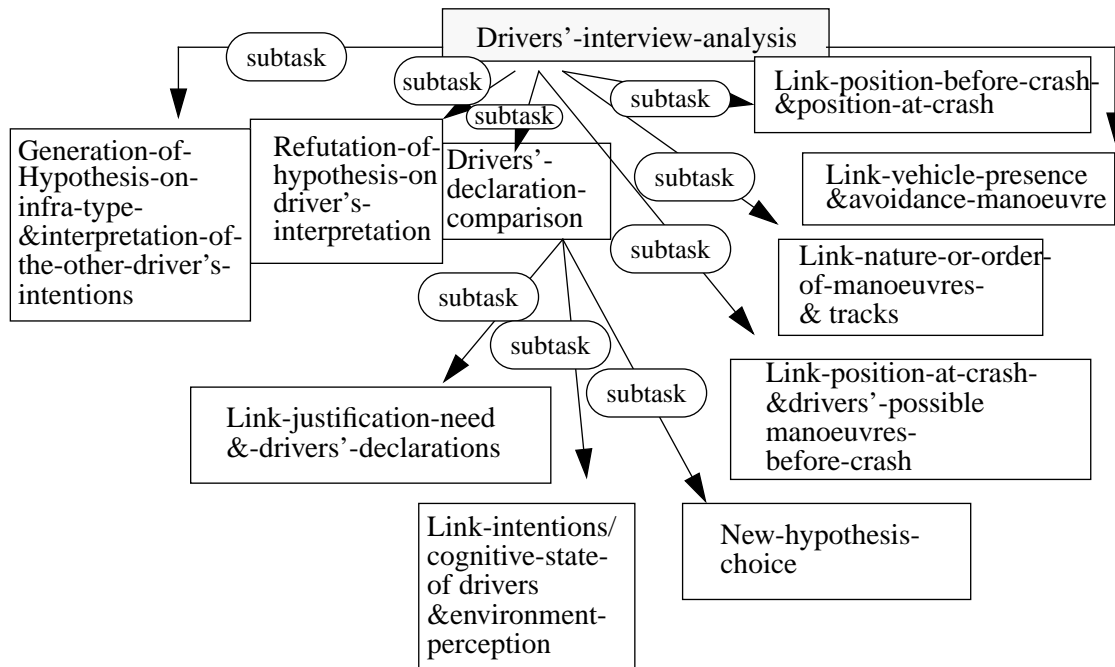 Drivers’-interview-analysis
subtask
subtask
subtask
subtask
subtask
subtask
Link-position-before-crash-
&position-at-crash
Generation-of-
Hypothesis-on-
infra-type-
&interpretation-of-
the-other-driver's-
intentions
Refutation-of-
hypothesis-on
driver's-
interpretation
Drivers’-
declaration-
comparison
Link-vehicle-presence
&avoidance-manoeuvre
Link-nature-or-order-
of-manoeuvres-
& tracks
subtask
subtask
subtask
Link-position-at-crash-
&drivers’-possible
manoeuvres-
before-crash
Link-justification-need
&-drivers’-declarations
Link-intentions/
cognitive-state-
of drivers
&environment-
perception
New-hypothesis-
choice